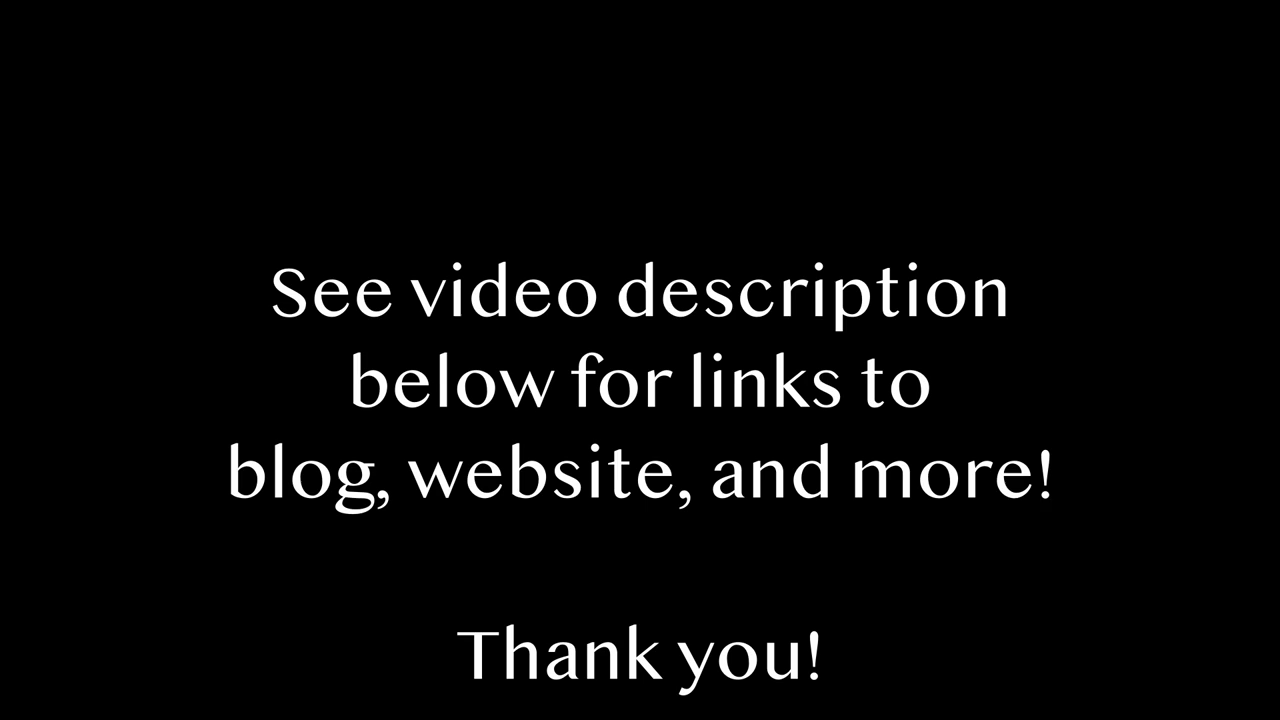 See video description
below for links to
blog, website, and more!
Thank you!